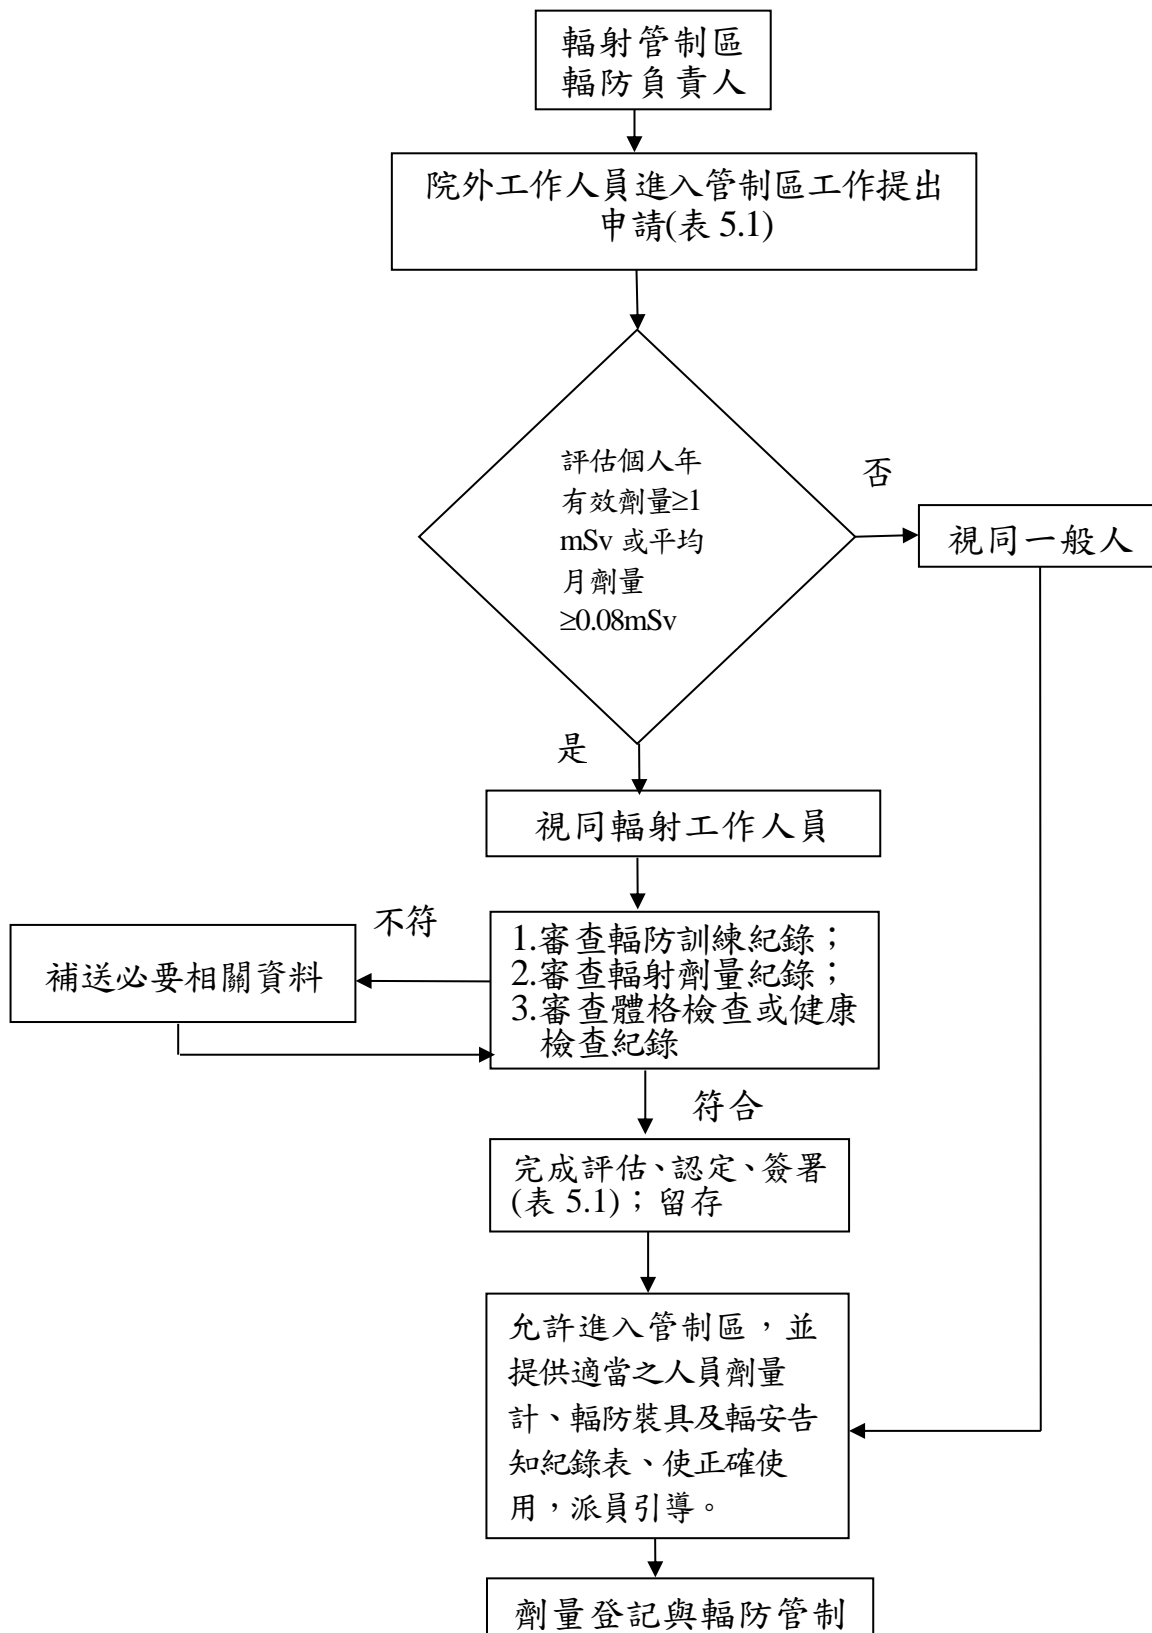 輻射管制區
輻防負責人
院外工作人員進入管制區工作提出
申請(表 5.1)
評估個人年
有效劑量≥1
mSv 或平均
月劑量
≥0.08mSv
否
視同一般人
是
視同輻射工作人員
不符
補送必要相關資料
1.審查輻防訓練紀錄；
2.審查輻射劑量紀錄；
3.審查體格檢查或健康
檢查紀錄
符合
完成評估、認定、簽署
(表 5.1)；留存
允許進入管制區，並
提供適當之人員劑量
計、輻防裝具及輻安告
知紀錄表、使正確使
用，派員引導。
劑量登記與輻防管制